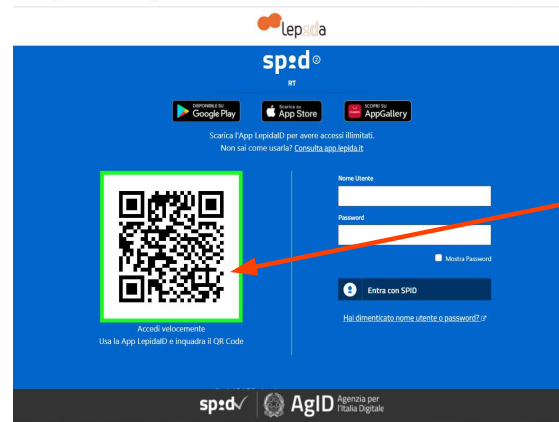 lepida
spid 2
RT
DISPONIBILE SU
Google Play
Scarica su
App Store
SCOPRI SU
AppGallery
Scarica l'App LepidaID per avere accessi illimitati.
Non sai come usarla? Consulta app.lepida.it
Nome Utente
Password
Mostra Password
Entra con SPID
Hai dimenticato nome utente o password?
Accedi velocemente
Usa la App LepidaID e inquadra il QR Code
spid
AgID
Agenzia per
l'Italia Digitale